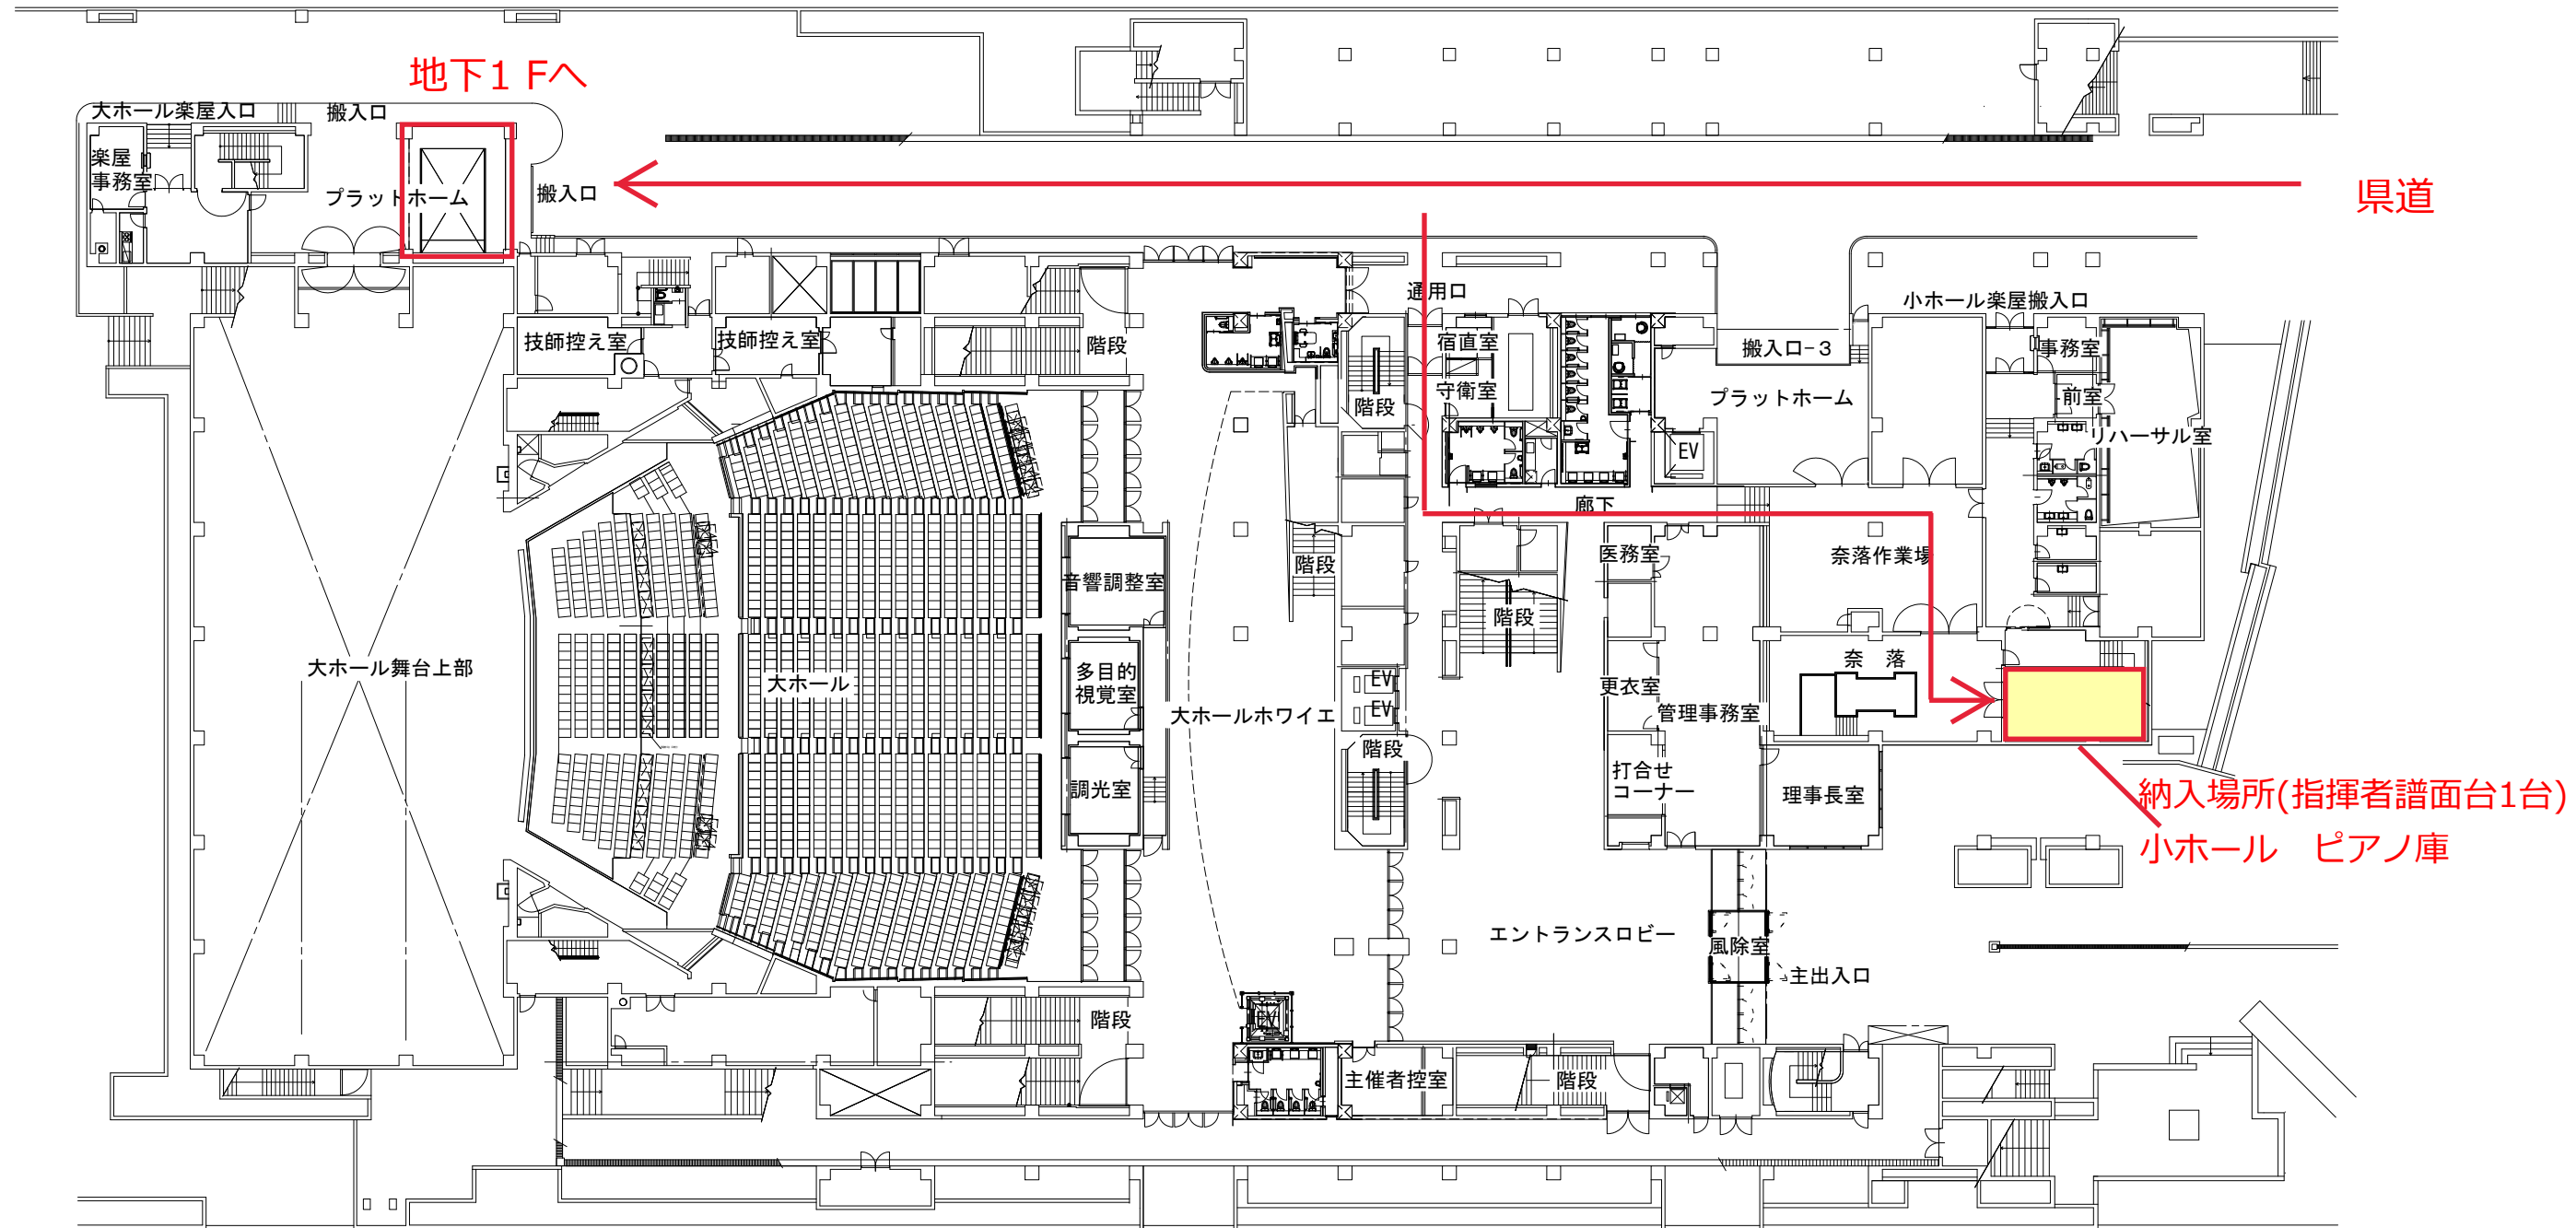 地下1 Fへ
大ホール楽屋入口
搬入口
楽屋
事務室
プラットホーム
搬入口
県道
通用口
小ホール楽屋搬入口
技師控え室
技師控え室
階段
宿直室
搬入口-3
事務室
守衛室
階段
プラットホーム
前室
リハーサル室
EV
廊下
音響調整室
階段
医務室
奈落作業場
階段
大ホール舞台上部
大ホール
多目的
視覚室
奈 落
EV
EV
更衣室
大ホールホワイエ
管理事務室
階段
打合せ
コーナー
調光室
理事長室
納入場所(指揮者譜面台1台)
小ホール ピアノ庫
エントランスロビー
風除室
主出入口
階段
EV
主催者控室
階段